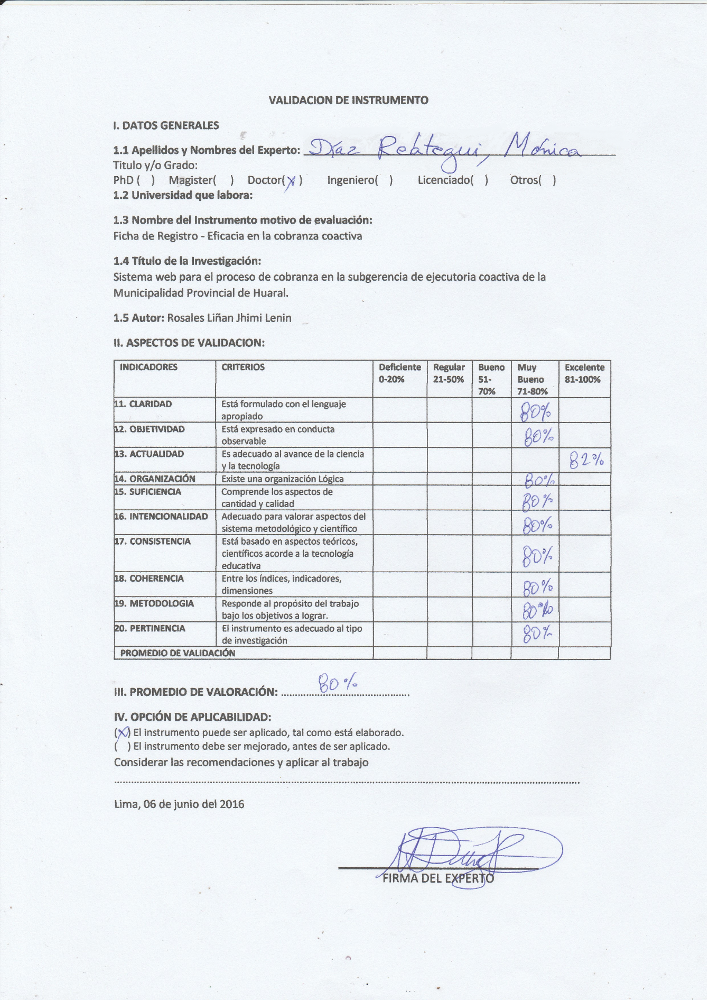 VALIDACION DE INSTRUMENTO
I. DATOS GENERALES
1.1 Apellidos y Nombres del Experto: Díaz Reátegui, Mónica
Titulo y/o Grado:
PhD ( ) Magister( ) Doctor(X) Ingeniero( ) Licenciado( ) Otros( )
1.2 Universidad que labora:
1.3 Nombre del Instrumento motivo de evaluación:
Ficha de Registro - Eficacia en la cobranza coactiva
1.4 Título de la Investigación:
Sistema web para el proceso de cobranza en la subgerencia de ejecutoria coactiva de la
Municipalidad Provincial de Huaral.
1.5 Autor: Rosales Liñan Jhimi Lenin
II. ASPECTOS DE VALIDACION:
INDICADORES CRITERIOS Deficiente Regular Bueno Muy Excelente
0-20% 21-50% 51- Bueno 81-100%
70% 71-80%
11. CLARIDAD Está formulado con el lenguaje
apropiado 80%
12. OBJETIVIDAD Está expresado en conducta
observable 80%
13. ACTUALIDAD Es adecuado al avance de la ciencia
y la tecnología 82%
14. ORGANIZACIÓN Existe una organización Lógica 80%
15. SUFICIENCIA Comprende los aspectos de
cantidad y calidad 80%
16. INTENCIONALIDAD Adecuado para valorar aspectos del
sistema metodológico y científico 80%
17. CONSISTENCIA Está basado en aspectos teóricos,
científicos acorde a la tecnología 80%
educativa
18. COHERENCIA Entre los índices, indicadores,
dimensiones 80%
19. METODOLOGIA Responde al propósito del trabajo
bajo los objetivos a lograr. 80%
20. PERTINENCIA El instrumento es adecuado al tipo
de investigación 80%
PROMEDIO DE VALIDACIÓN
III. PROMEDIO DE VALORACIÓN: 80%
IV. OPCIÓN DE APLICABILIDAD:
(X) El instrumento puede ser aplicado, tal como está elaborado.
( ) El instrumento debe ser mejorado, antes de ser aplicado.
Considerar las recomendaciones y aplicar al trabajo
Lima, 06 de junio del 2016
FIRMA DEL EXPERTO